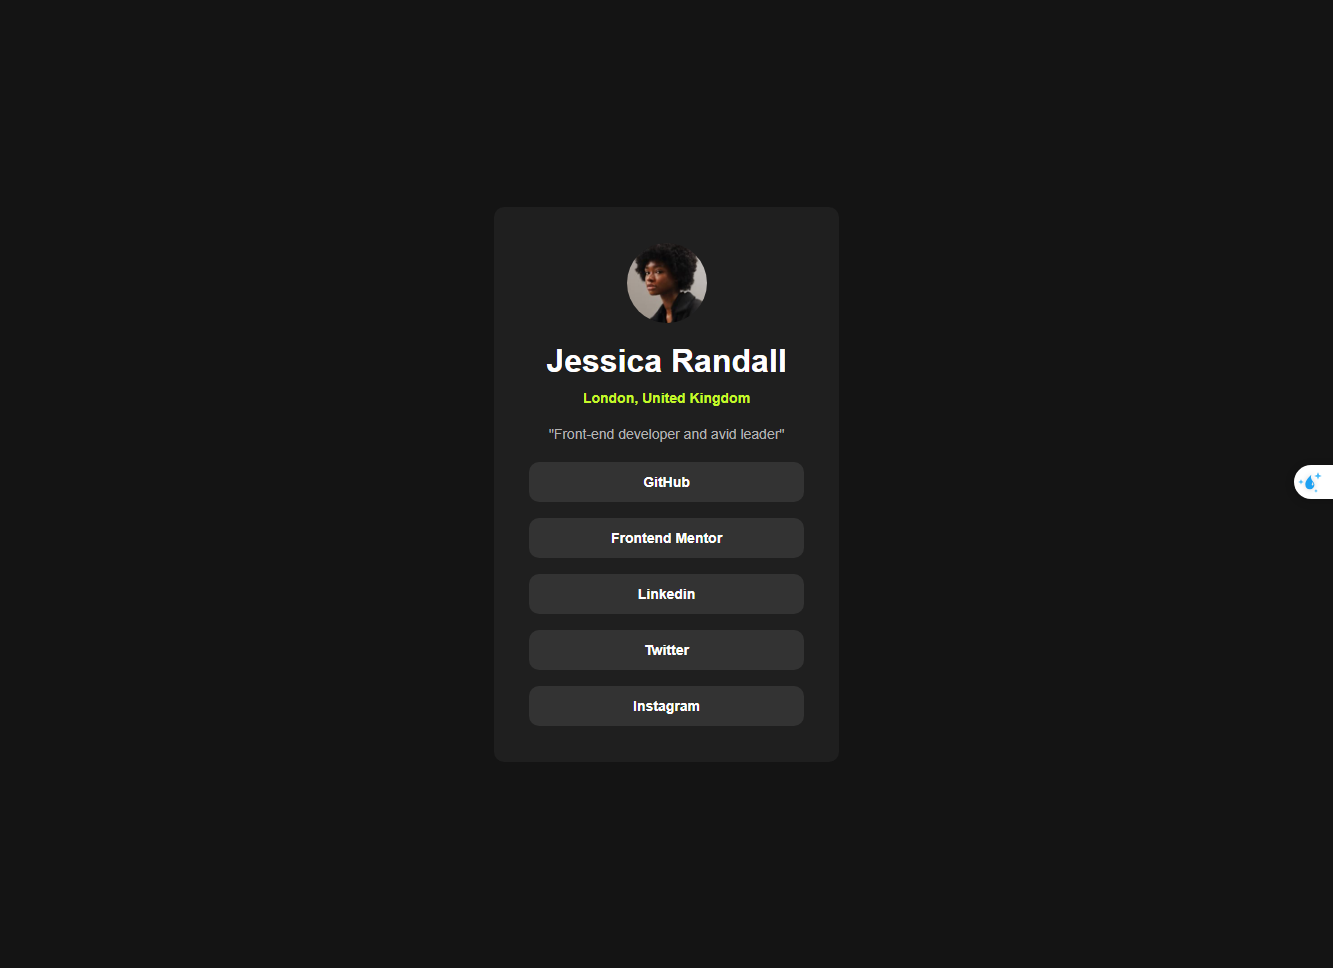 Jessica Randall
London, United Kingdom
"Front-end developer and avid leader"
GitHub
Frontend Mentor
Linkedin
Twitter
Instagram